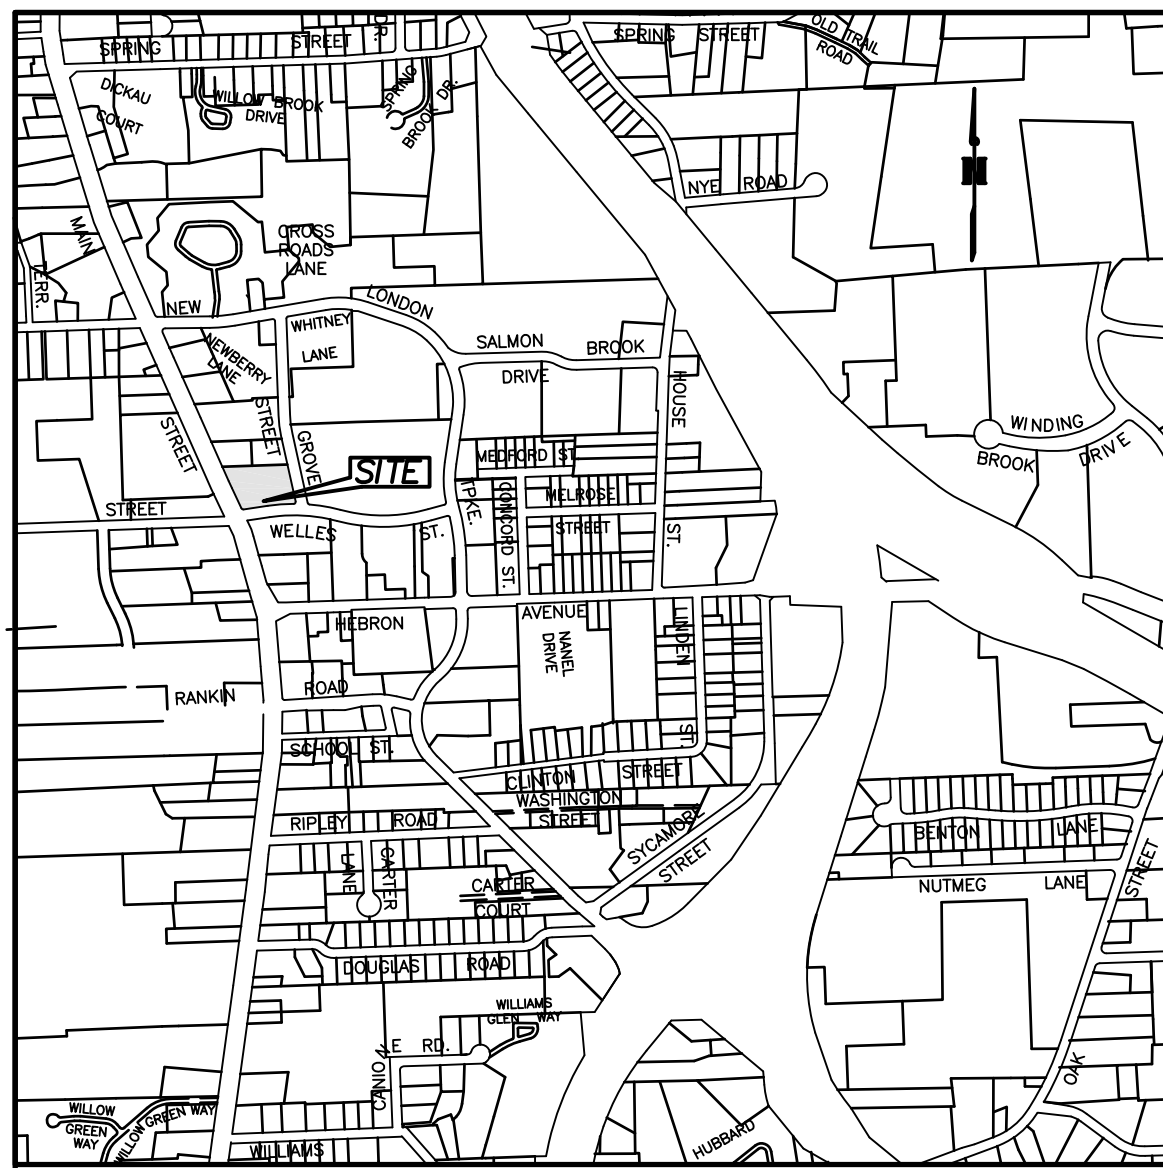 SPRING STREET
DR.
SPRING STREET
OLD TRAIL
ROAD
DICKAU
COURT
WILLOW BROOK
DRIVE
SPRING
BROOK DR.
NYE ROAD
N
MAIN
CROSS
ROADS
LANE
TERR.
NEW LONDON
WHITNEY
LANE
NEWBERRY
LANE
SALMON BROOK
DRIVE
HOUSE
STREET
STREET
GROVE
SITE
MEDFORD ST
WINDING
BROOK DRIVE
TPKE.
CONCORD ST.
MELROSE
STREET
STREET
WELLES ST.
ST.
HEBRON AVENUE
NANEL
DRIVE
LINDEN
ST.
RANKIN ROAD
SCHOOL ST.
CLINTON STREET
WASHINGTON
STREET
RIPLEY ROAD
SYCAMORE
STREET
BENTON LANE
NUTMEG LANE
STREET
LANE
CARTER
CARTER
COURT
DOUGLAS ROAD
WILLIAMS
GLEN WAY
NE RD.
CANIO
OAK
WILLOW
GREEN
WAY
WILLOW GREEN WAY
WILLIAMS
HUBBARD